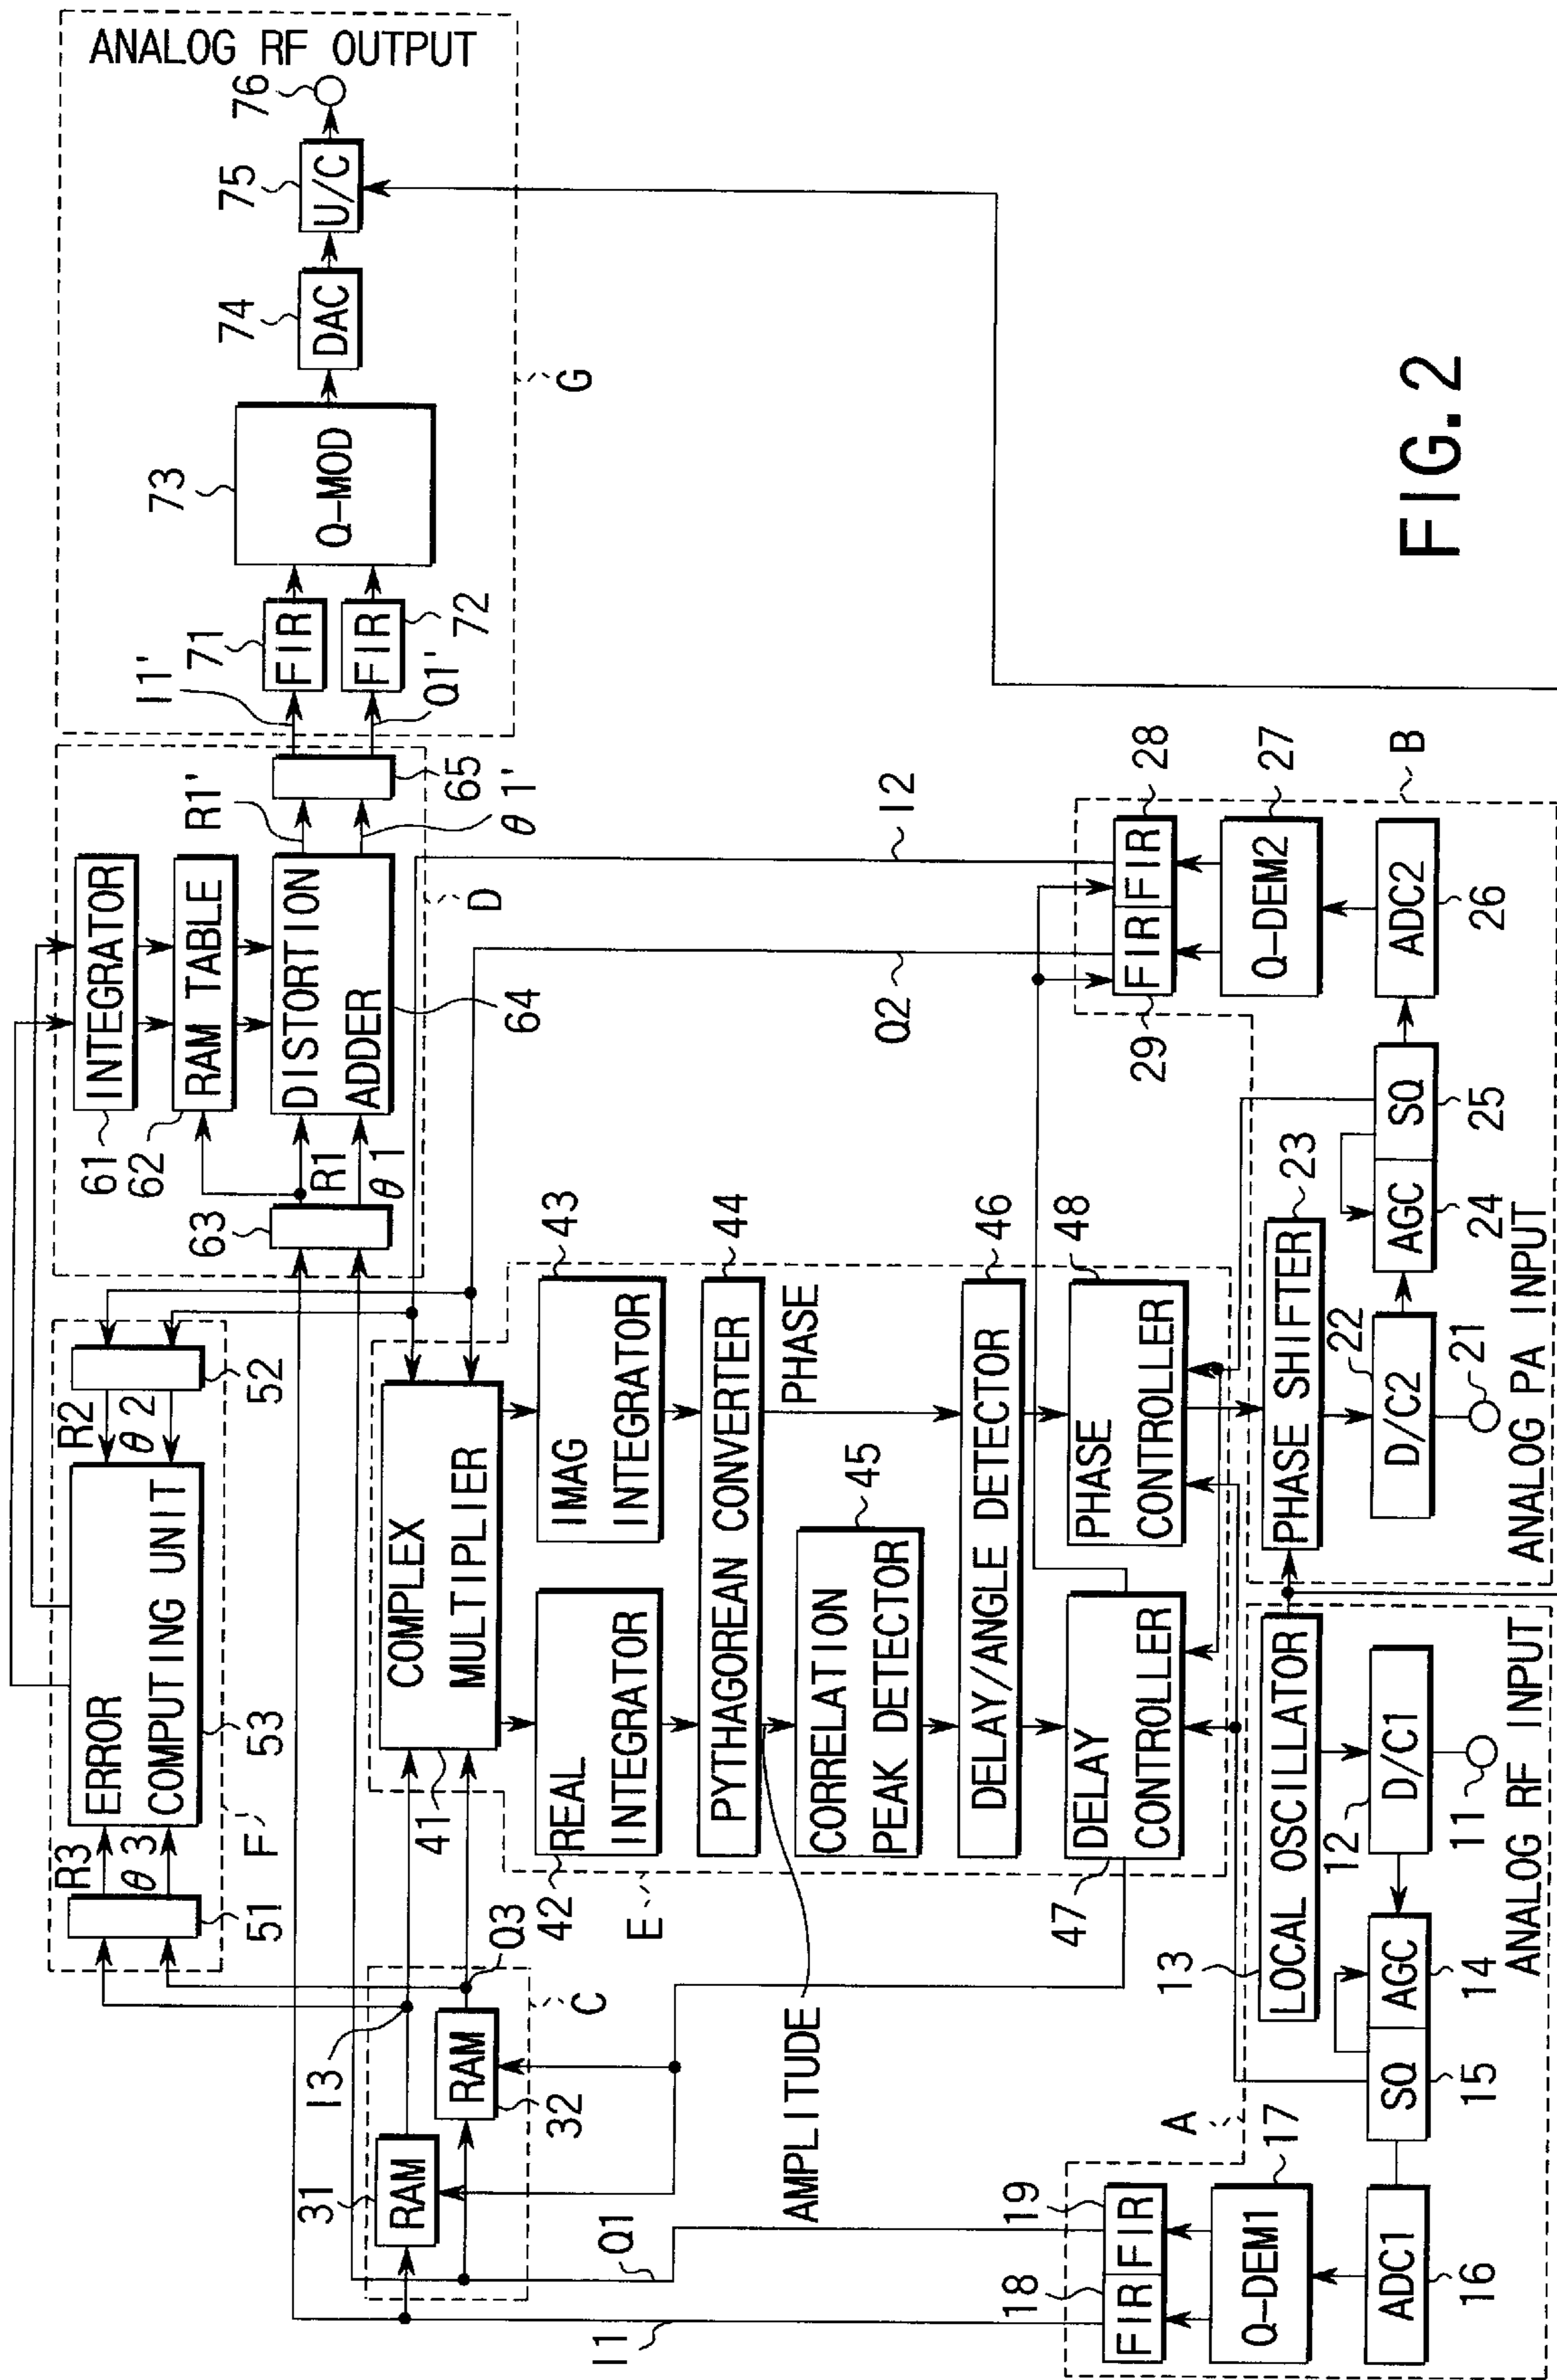 FIG. 2
ANALOG RF OUTPUT
76
75
U/C
74
DAC
73
Q-MOD
G
71
FIR
72
FIR
I1'
Q1'
65
R1'
θ1'
INTEGRATOR
61
RAM TABLE
62
DISTORTION
ADDER
64
D
63
R1
θ1
52
R2
θ2
ERROR
COMPUTING UNIT
53
F
R3
θ3
51
COMPLEX
MULTIPLIER
41
REAL
INTEGRATOR
42
IMAG
INTEGRATOR
43
PYTHAGOREAN CONVERTER
44
AMPLITUDE
PHASE
CORRELATION
PEAK DETECTOR
45
DELAY/ANGLE DETECTOR
46
DELAY
CONTROLLER
47
PHASE
CONTROLLER
48
E
I3
Q3
31
RAM
RAM
32
C
I1
Q1
I2
Q2
A
18
FIR
FIR
19
Q-DEM1
17
ADC1
16
SQ
15
AGC
14
LOCAL OSCILLATOR
13
D/C1
12
11
ANALOG RF INPUT
B
FIR
29
FIR
28
Q-DEM2
27
ADC2
26
SQ
25
AGC
24
PHASE SHIFTER
23
D/C2
22
21
ANALOG PA INPUT